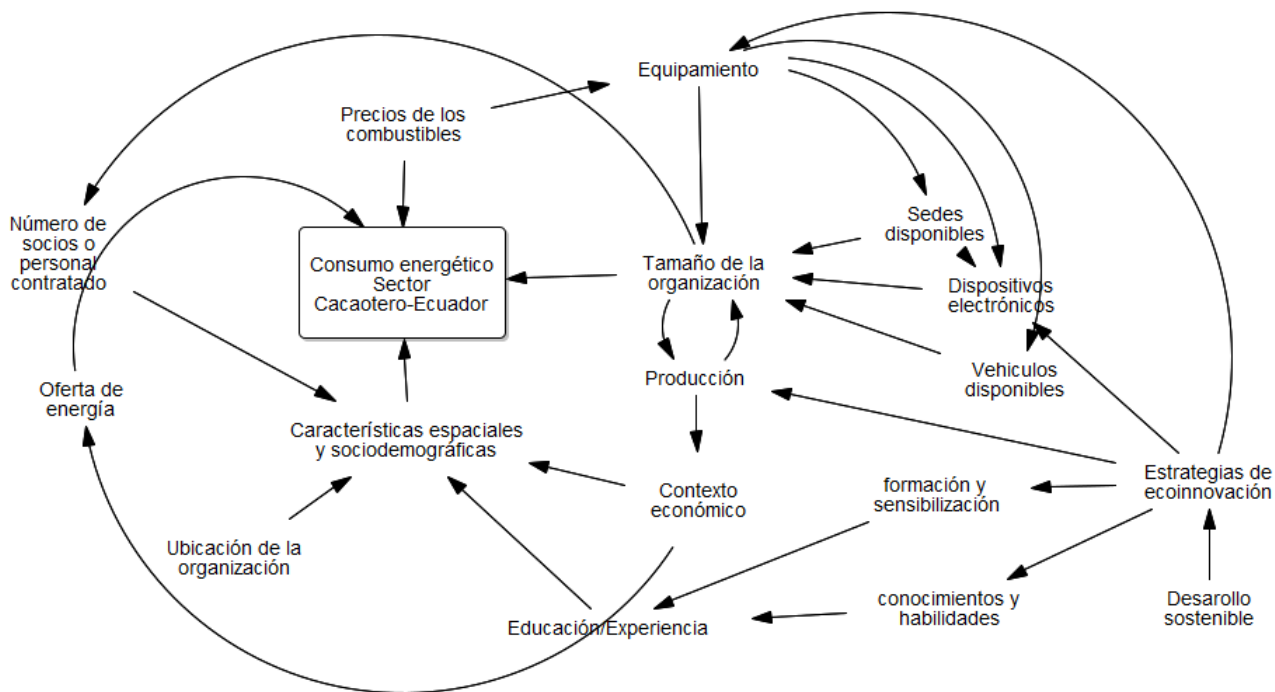 Equipamiento
Precios de los
combustibles
Número de
socios o
personal
contratado
Sedes
disponibles
Consumo energético
Sector
Cacaotero-Ecuador
Tamaño de la
organización
Dispositivos
electrónicos
Vehiculos
disponibles
Producción
Oferta de
energía
Características espaciales
y sociodemográficas
Contexto
económico
formación y
sensibilización
Estrategias de
ecoinnovación
Ubicación de la
organización
Educación/Experiencia
conocimientos y
habilidades
Desarollo
sostenible